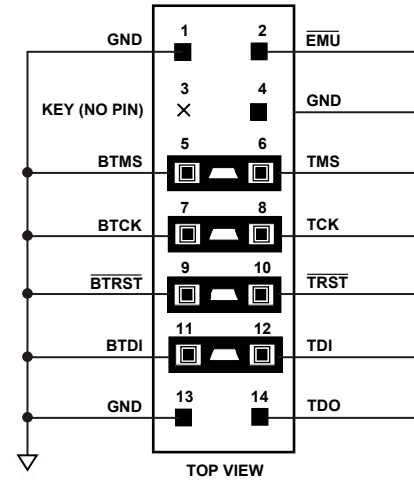 1 2
GND EMU
3 4
KEY (NO PIN) GND
5 6
BTMS TMS
7 8
BTCK TCK
9 10
BTRST TRST
11 12
BTDI TDI
13 14
GND TDO
TOP VIEW